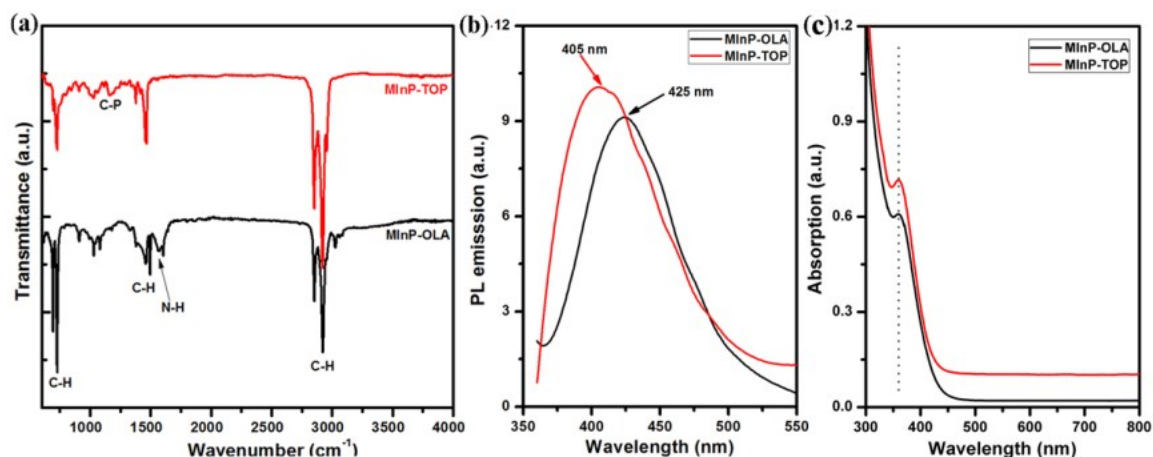 (a)
Transmittance (a.u.)
MInP-TOP
C-P
MInP-OLA
C-H
N-H
C-H
C-H
1000 1500 2000 2500 3000 3500 4000
Wavenumber (cm⁻¹)
(b)
PL emisssion (a.u.)
12
9
6
3
0
MInP-OLA
MInP-TOP
405 nm
425 nm
350 400 450 500 550
Wavelength (nm)
(c)
Absorption (a.u.)
1.2
0.9
0.6
0.3
0.0
MInP-OLA
MInP-TOP
300 400 500 600 700 800
Wavelength (nm)